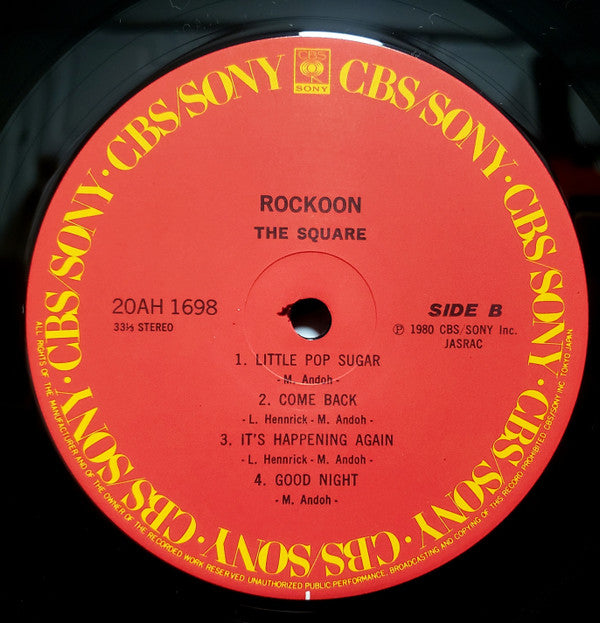 CBS
SONY
CBS/SONY · CBS/SONY · CBS/SONY · CBS/SONY · CBS/SONY · CBS/SONY · CBS/SONY · CBS/SONY
ROCKOON
THE SQUARE
20AH 1698
33⅓ STEREO
SIDE B
Ⓟ 1980 CBS/SONY Inc.
JASRAC
1. LITTLE POP SUGAR
- M. Andoh -
2. COME BACK
- L. Hennrick - M. Andoh -
3. IT'S HAPPENING AGAIN
- L. Hennrick - M. Andoh -
4. GOOD NIGHT
- M. Andoh -
ALL RIGHTS OF THE MANUFACTURER AND OF THE OWNER OF THE RECORDED WORK RESERVED UNAUTHORIZED PUBLIC PERFORMANCE, BROADCASTING AND COPYING OF THIS RECORD PROHIBITED. CBS/SONY INC. TOKYO JAPAN